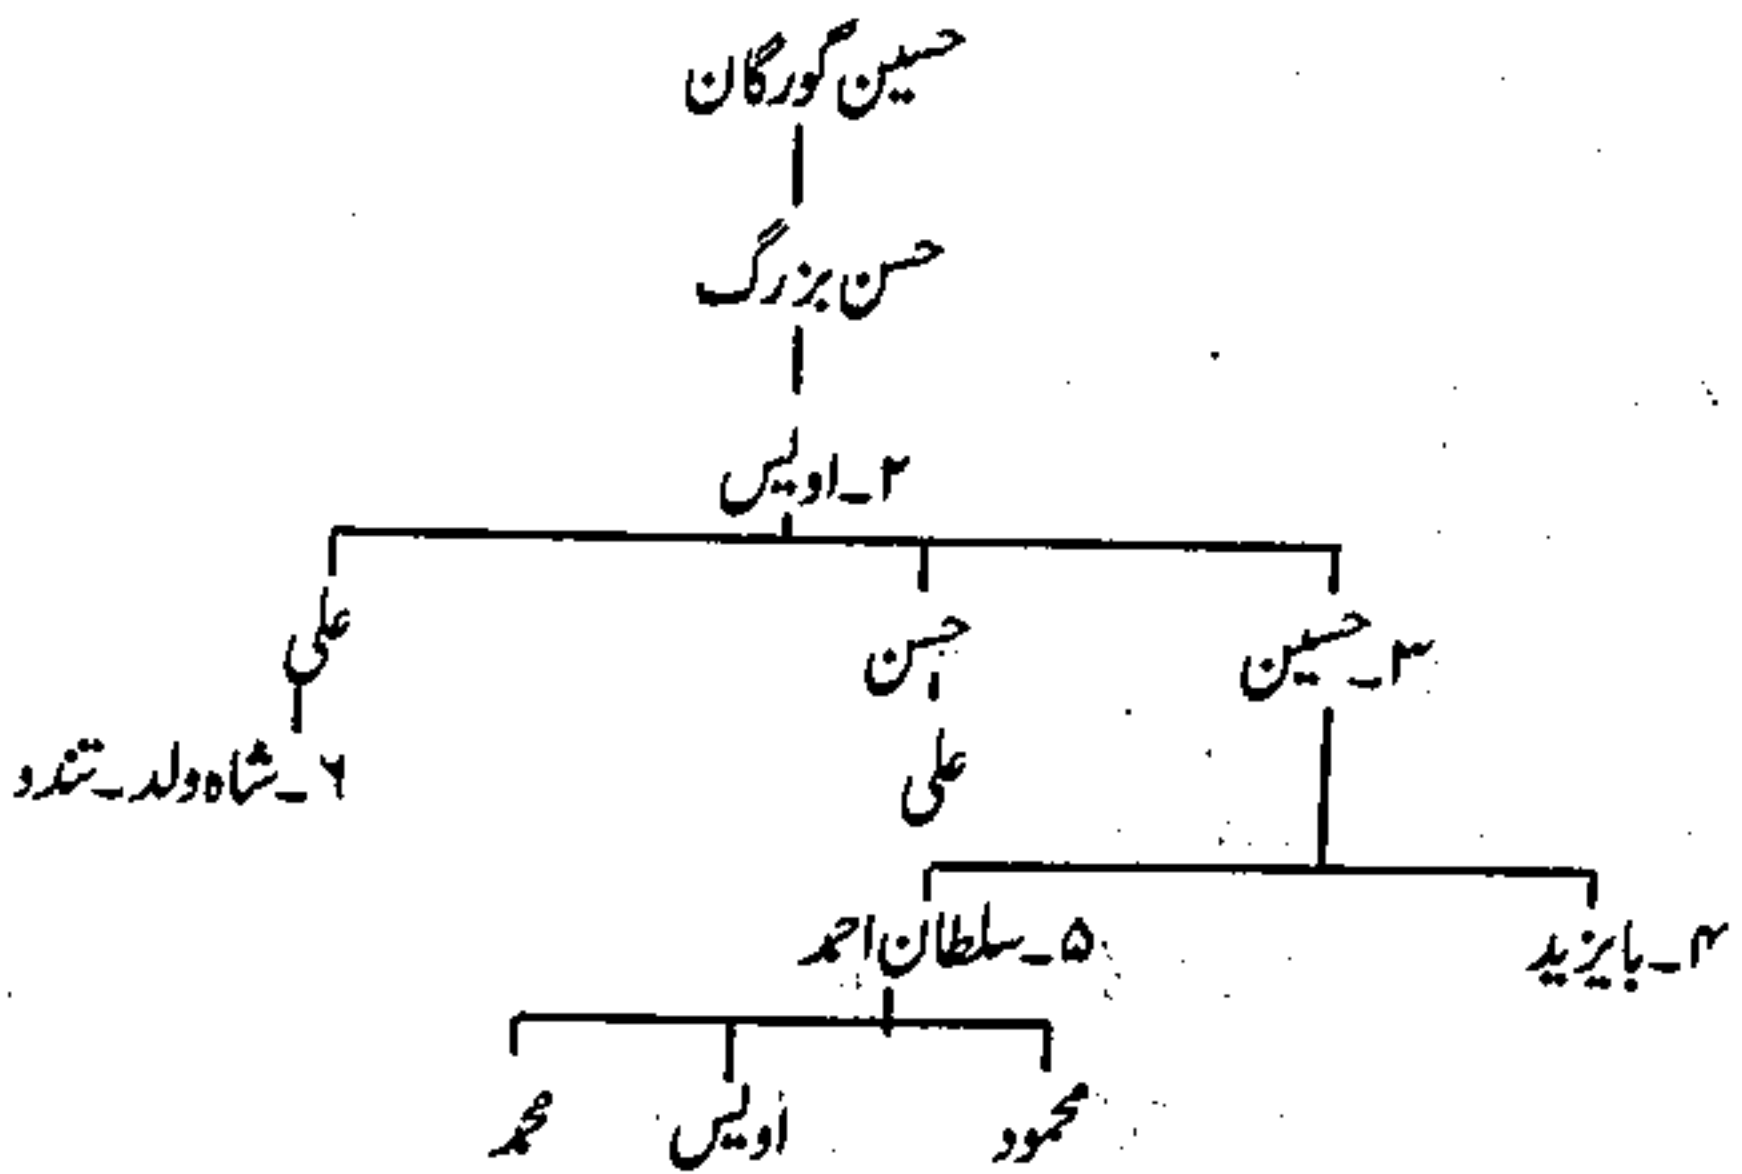 حسین گورگان
حسن بزرگ
۲۔اویس
۳۔حسین حسن علی
علی
۶۔شاہ ولد۔تندو
۴۔بایزید ۵۔سلطان احمد
محمود اویس محمد